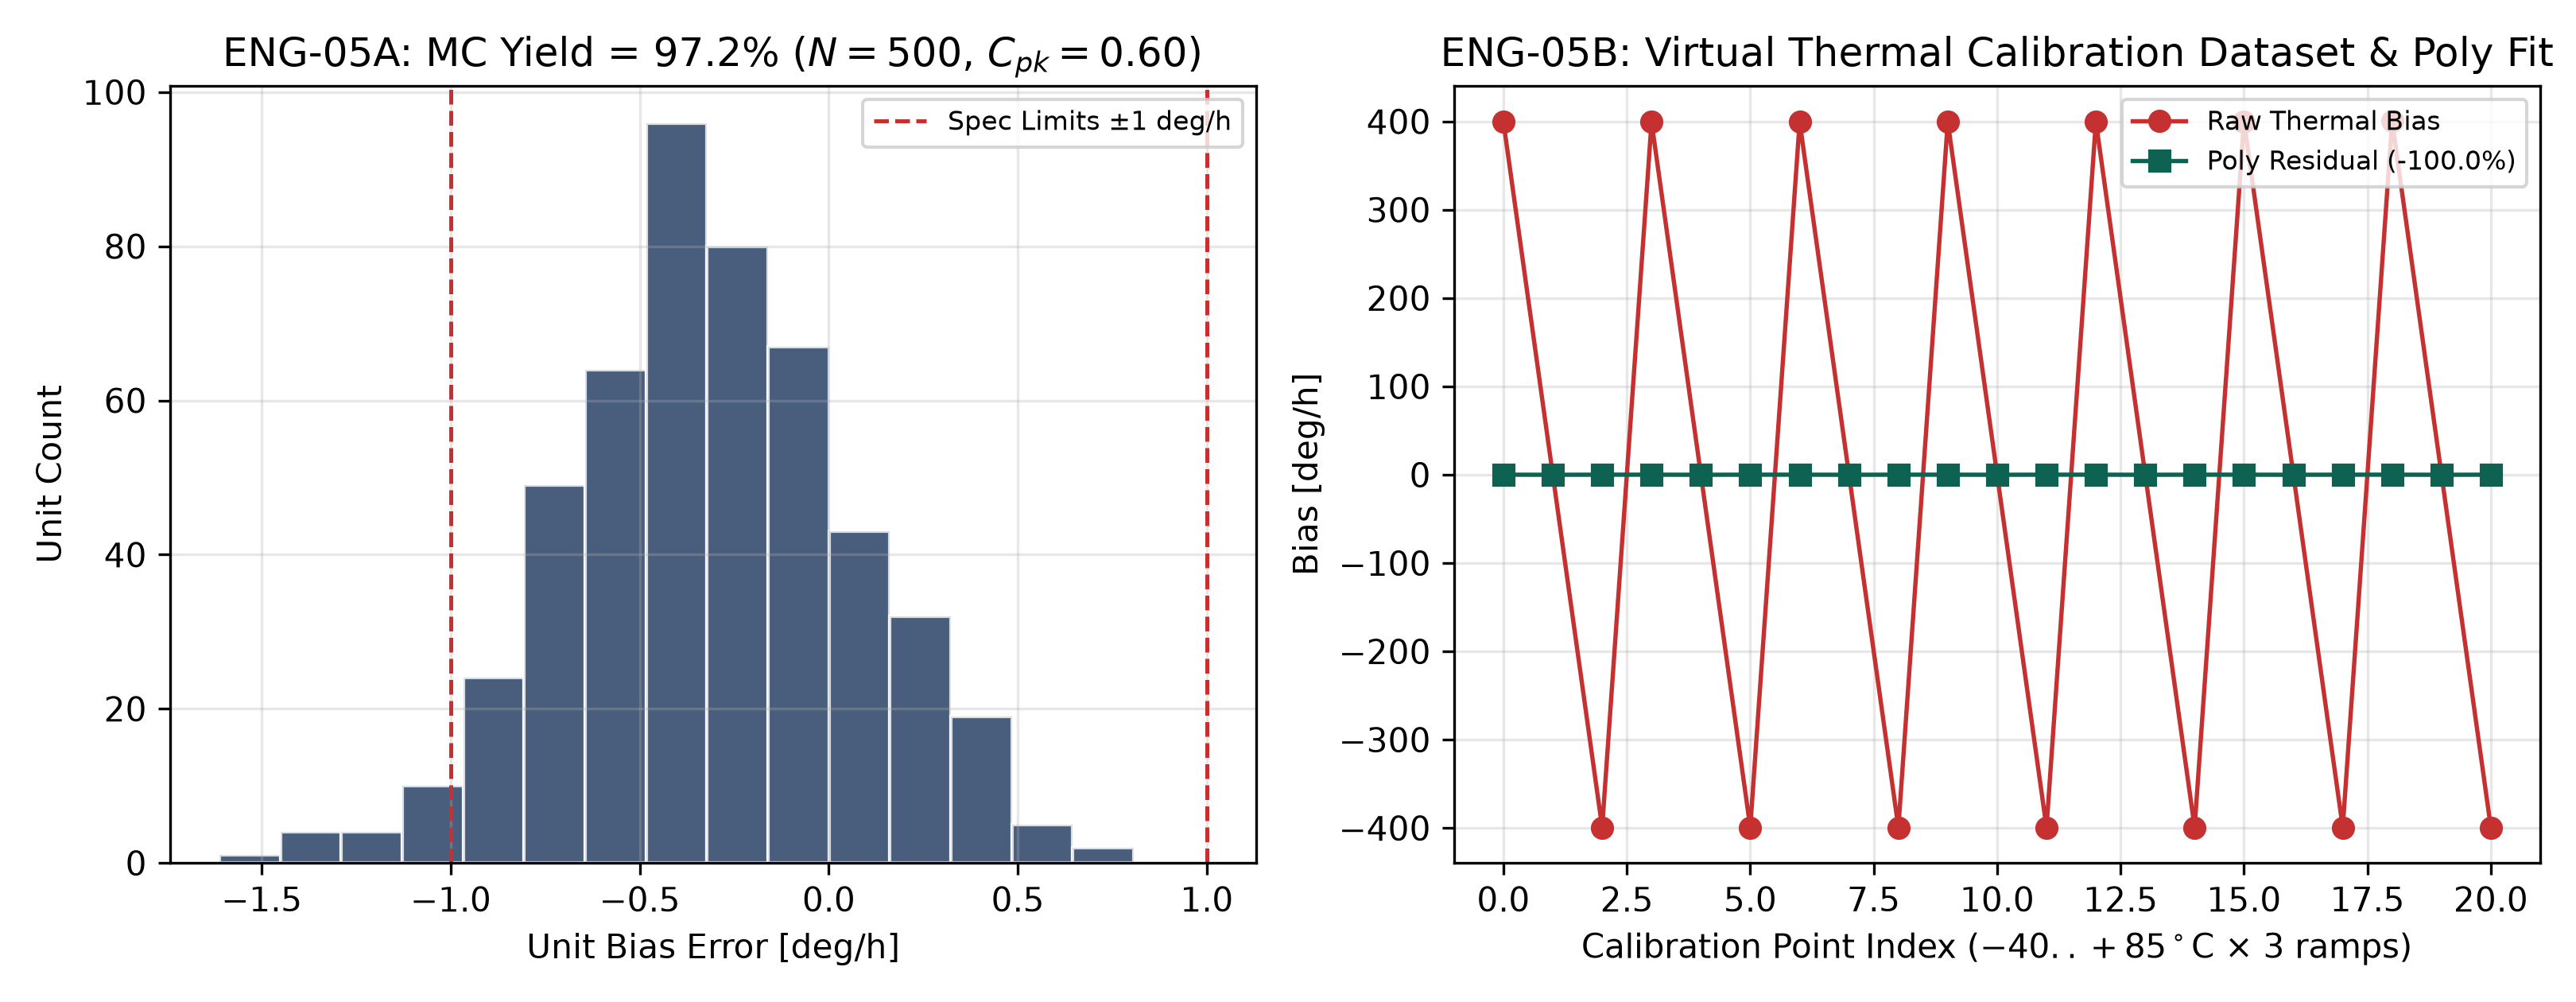 ENG-05A: MC Yield = 97.2% (N = 500, Cpk = 0.60)
100
80
60
40
20
0
Unit Count
Spec Limits ±1 deg/h
−1.5 −1.0 −0.5 0.0 0.5 1.0
Unit Bias Error [deg/h]
ENG-05B: Virtual Thermal Calibration Dataset & Poly Fit
400
300
200
100
0
−100
−200
−300
−400
Bias [deg/h]
Raw Thermal Bias
Poly Residual (-100.0%)
0.0 2.5 5.0 7.5 10.0 12.5 15.0 17.5 20.0
Calibration Point Index (−40.. +85°C × 3 ramps)